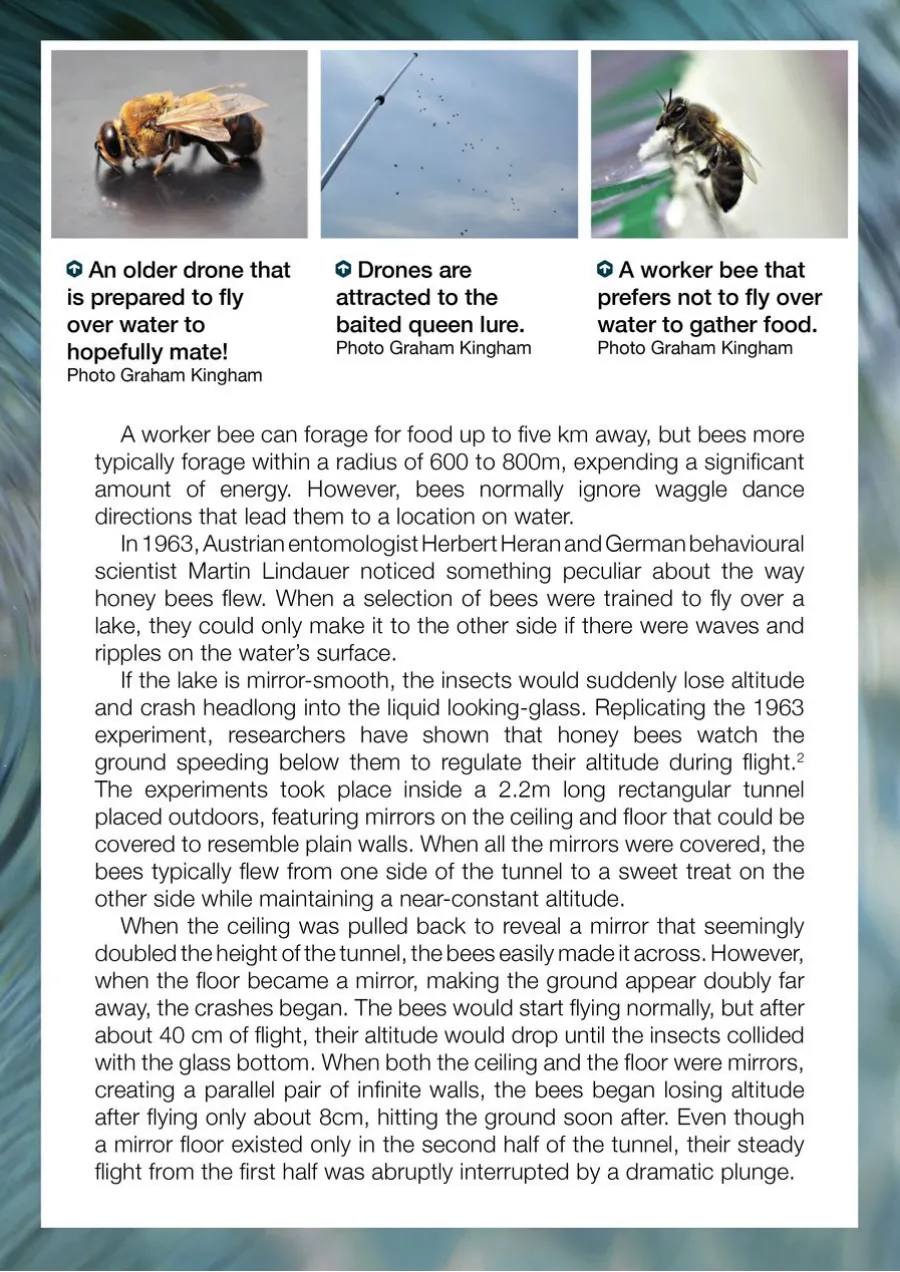 An older drone that
is prepared to fly
over water to
hopefully mate!
Photo Graham Kingham
Drones are
attracted to the
baited queen lure.
Photo Graham Kingham
A worker bee that
prefers not to fly over
water to gather food.
Photo Graham Kingham
A worker bee can forage for food up to five km away, but bees more
typically forage within a radius of 600 to 800m, expending a significant
amount of energy. However, bees normally ignore waggle dance
directions that lead them to a location on water.
In 1963, Austrian entomologist Herbert Heran and German behavioural
scientist Martin Lindauer noticed something peculiar about the way
honey bees flew. When a selection of bees were trained to fly over a
lake, they could only make it to the other side if there were waves and
ripples on the water’s surface.
If the lake is mirror-smooth, the insects would suddenly lose altitude
and crash headlong into the liquid looking-glass. Replicating the 1963
experiment, researchers have shown that honey bees watch the
ground speeding below them to regulate their altitude during flight.²
The experiments took place inside a 2.2m long rectangular tunnel
placed outdoors, featuring mirrors on the ceiling and floor that could be
covered to resemble plain walls. When all the mirrors were covered, the
bees typically flew from one side of the tunnel to a sweet treat on the
other side while maintaining a near-constant altitude.
When the ceiling was pulled back to reveal a mirror that seemingly
doubled the height of the tunnel, the bees easily made it across. However,
when the floor became a mirror, making the ground appear doubly far
away, the crashes began. The bees would start flying normally, but after
about 40 cm of flight, their altitude would drop until the insects collided
with the glass bottom. When both the ceiling and the floor were mirrors,
creating a parallel pair of infinite walls, the bees began losing altitude
after flying only about 8cm, hitting the ground soon after. Even though
a mirror floor existed only in the second half of the tunnel, their steady
flight from the first half was abruptly interrupted by a dramatic plunge.